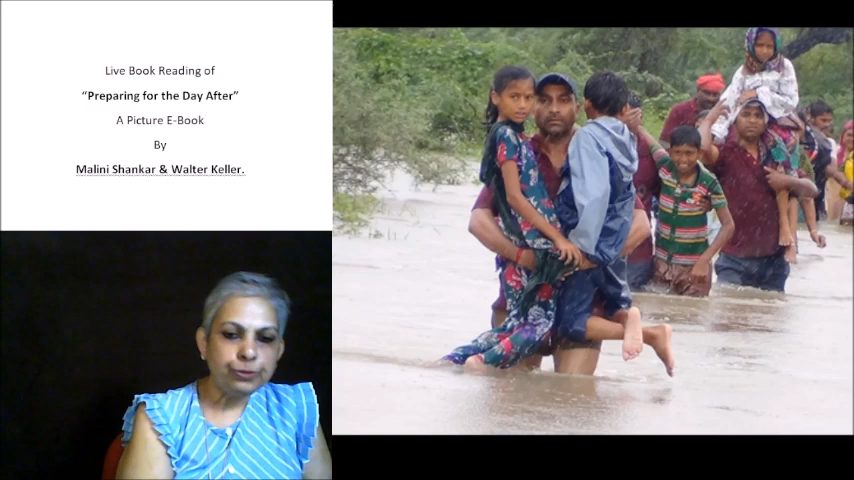 Live Book Reading of
“Preparing for the Day After”
A Picture E-Book
By
Malini Shankar & Walter Keller.